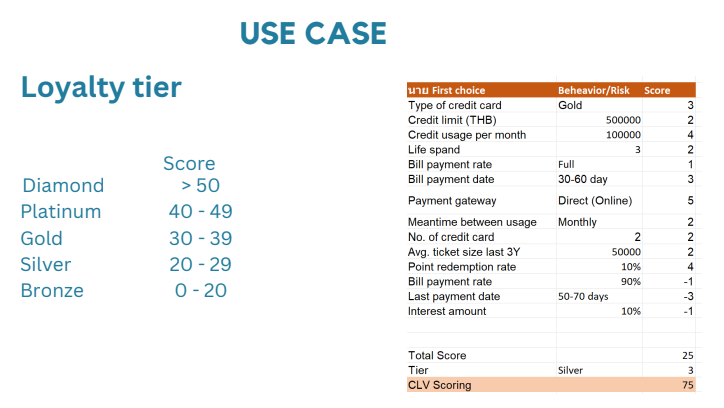 USE CASE
Loyalty tier
Score
Diamond > 50
Platinum 40 - 49
Gold 30 - 39
Silver 20 - 29
Bronze 0 - 20
นาย First choice Beheavior/Risk Score
Type of credit card Gold 3
Credit limit (THB) 500000 2
Credit usage per month 100000 4
Life spand 3 2
Bill payment rate Full 1
Bill payment date 30-60 day 3
Payment gateway Direct (Online) 5
Meantime between usage Monthly 2
No. of credit card 2 2
Avg. ticket size last 3Y 50000 2
Point redemption rate 10% 4
Bill payment rate 90% -1
Last payment date 50-70 days -3
Interest amount 10% -1
Total Score 25
Tier Silver 3
CLV Scoring 75